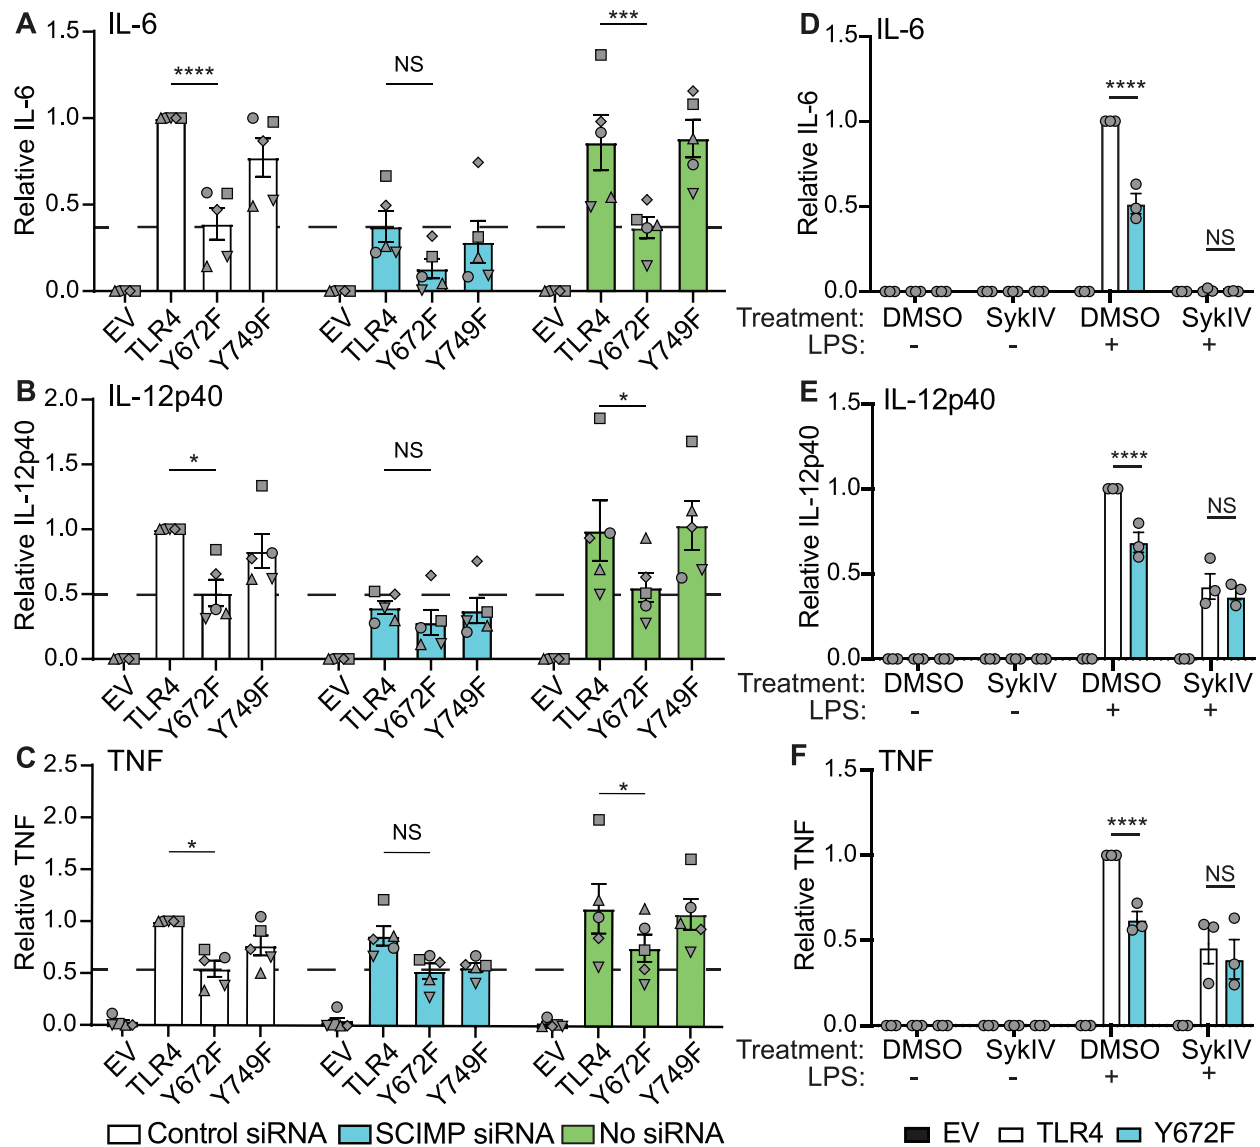 A IL-6
Relative IL-6
1.5
1.0
0.5
0.0
**** NS ***
EV TLR4 Y672F Y749F EV TLR4 Y672F Y749F EV TLR4 Y672F Y749F
D IL-6
Relative IL-6
1.5
1.0
0.5
0.0
**** NS
Treatment: DMSO SykIV DMSO SykIV
LPS: - - + +
B IL-12p40
Relative IL-12p40
2.0
1.5
1.0
0.5
0.0
* NS *
EV TLR4 Y672F Y749F EV TLR4 Y672F Y749F EV TLR4 Y672F Y749F
E IL-12p40
Relative IL-12p40
1.5
1.0
0.5
0.0
**** NS
Treatment: DMSO SykIV DMSO SykIV
LPS: - - + +
C TNF
Relative TNF
2.5
2.0
1.5
1.0
0.5
0.0
* NS *
EV TLR4 Y672F Y749F EV TLR4 Y672F Y749F EV TLR4 Y672F Y749F
F TNF
Relative TNF
1.5
1.0
0.5
0.0
**** NS
Treatment: DMSO SykIV DMSO SykIV
LPS: - - + +
Control siRNA SCIMP siRNA No siRNA
EV TLR4 Y672F